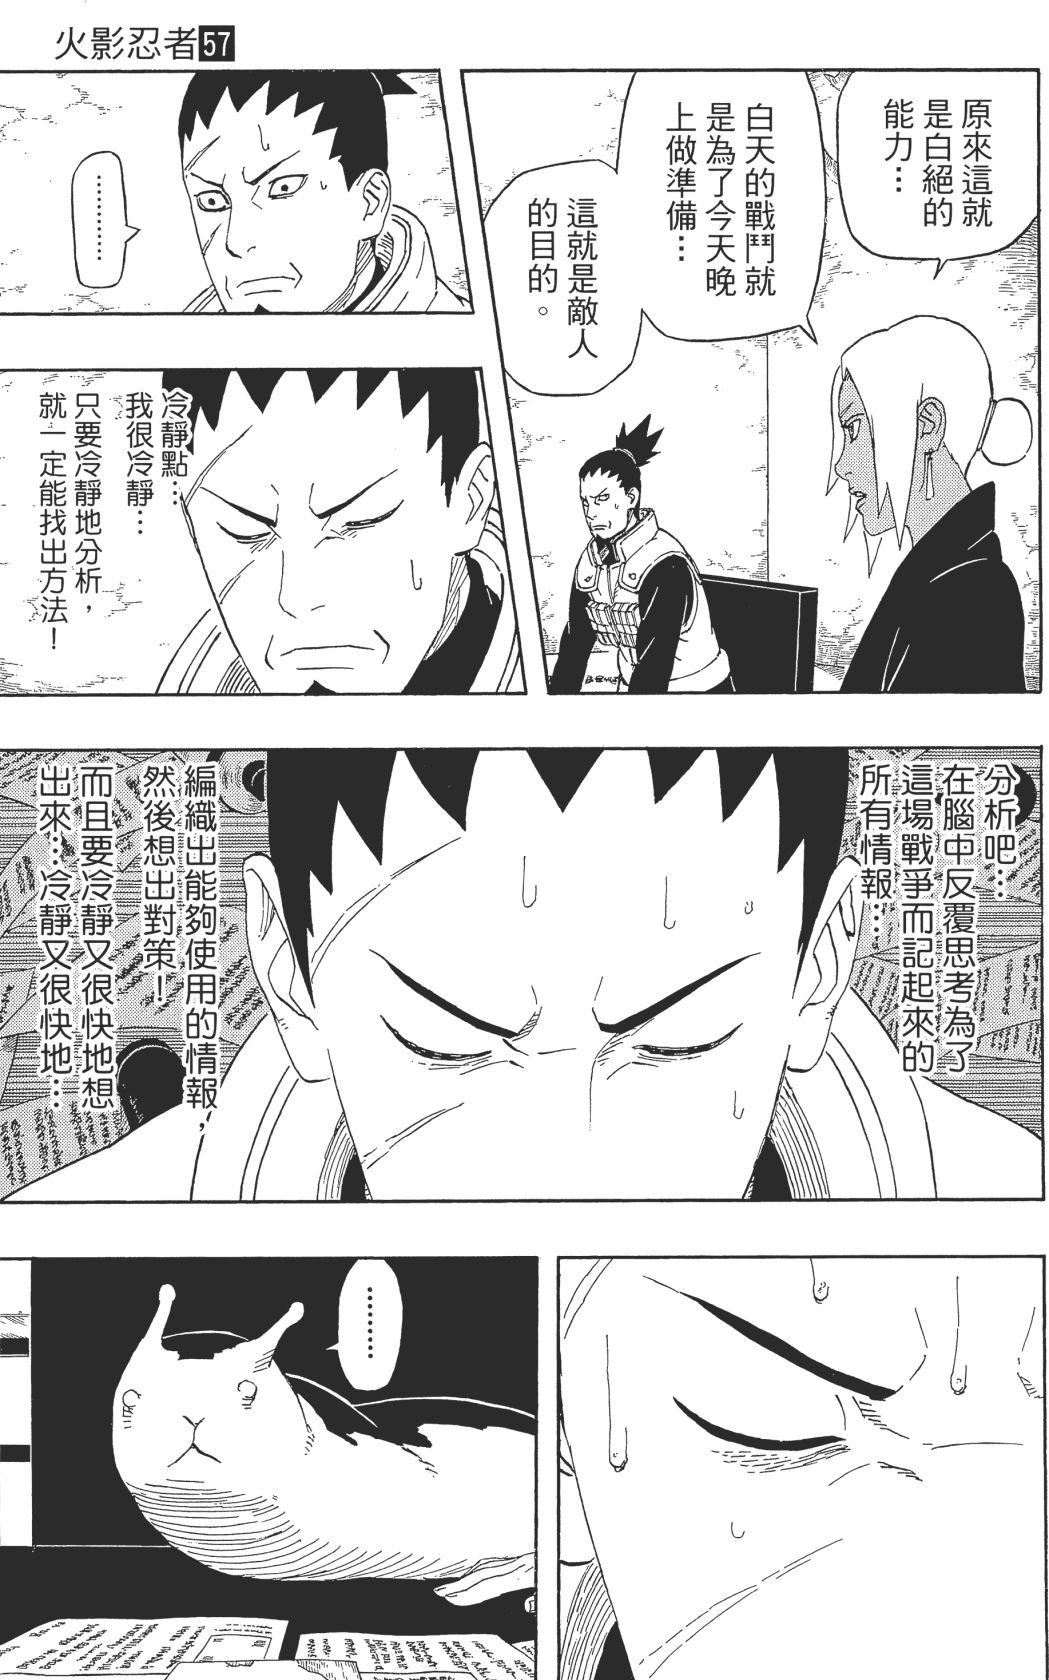 火影忍者57
原來這就
是白絕的
能力…
白天的戰鬥就
是為了今天晚
上做準備…
這就是敵人
的目的。
………
冷靜點…
我很冷靜…
只要冷靜地分析，
就一定能找出方法！
分析吧…
在腦中反覆思考為了
這場戰爭而記起來的
所有情報…
編織出能夠使用的情報，
然後想出對策！
而且要冷靜又很快地想
出來…冷靜又很快地…
………